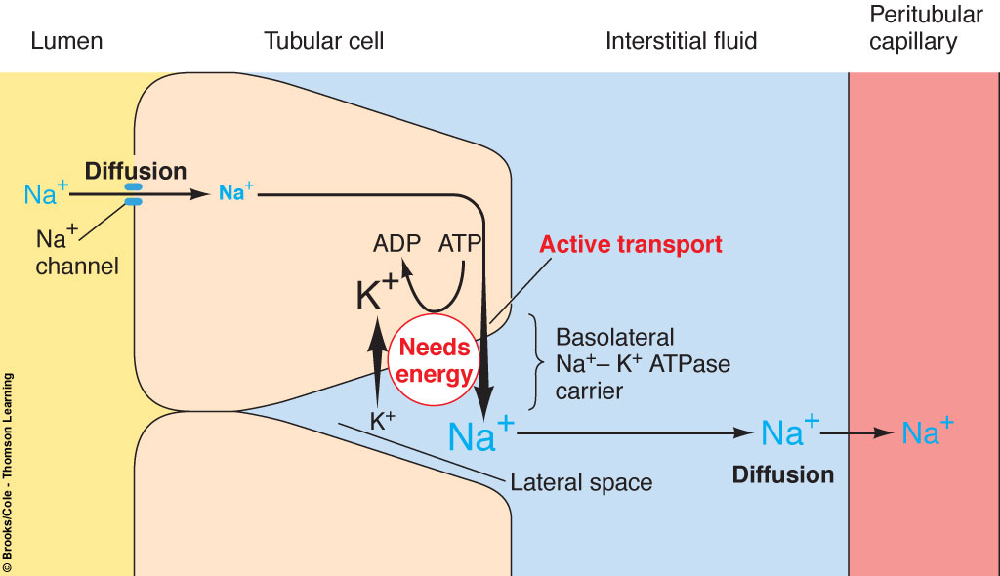 Lumen
Tubular cell
Interstitial fluid
Peritubular
capillary
Diffusion
Na⁺
Na⁺
Na⁺
channel
ADP
ATP
Active transport
K⁺
Needs
energy
Basolateral
Na⁺– K⁺ ATPase
carrier
K⁺
Na⁺
Na⁺
Na⁺
Diffusion
Lateral space
© Brooks/Cole - Thomson Learning